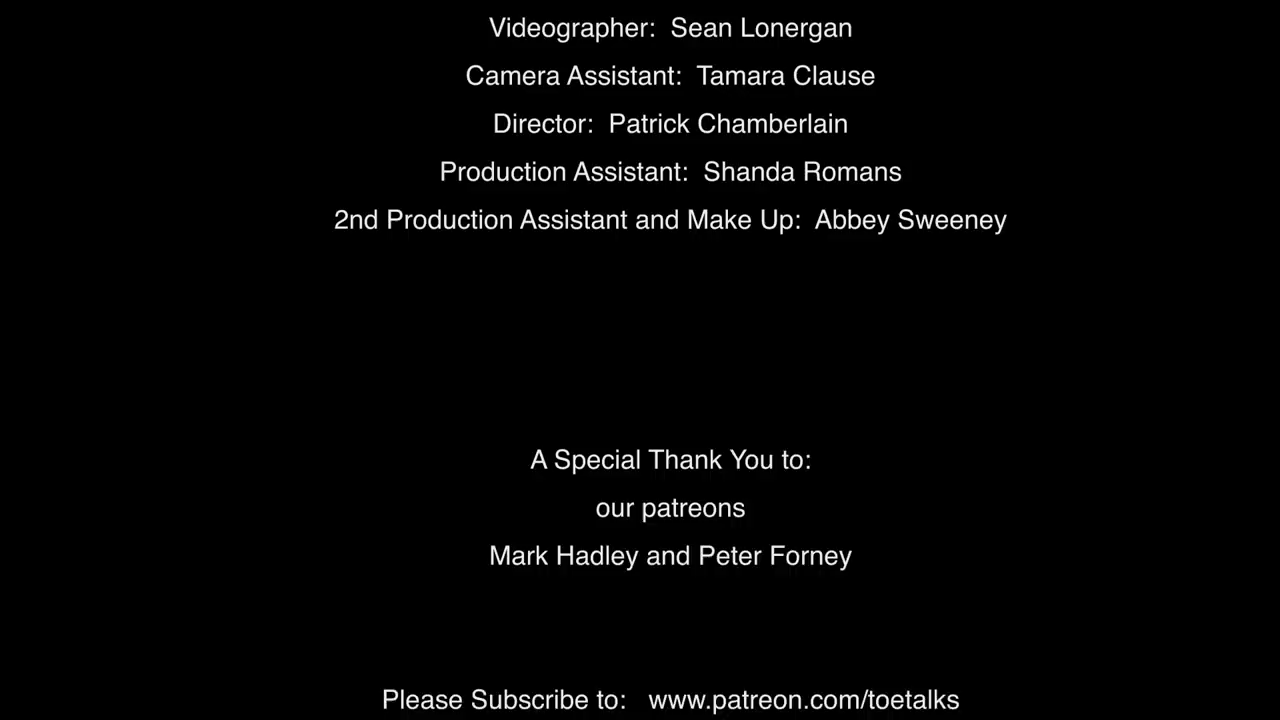 Videographer:  Sean Lonergan
Camera Assistant:  Tamara Clause
Director:  Patrick Chamberlain
Production Assistant:  Shanda Romans
2nd Production Assistant and Make Up:  Abbey Sweeney
A Special Thank You to:
our patreons
Mark Hadley and Peter Forney
Please Subscribe to:   www.patreon.com/toetalks